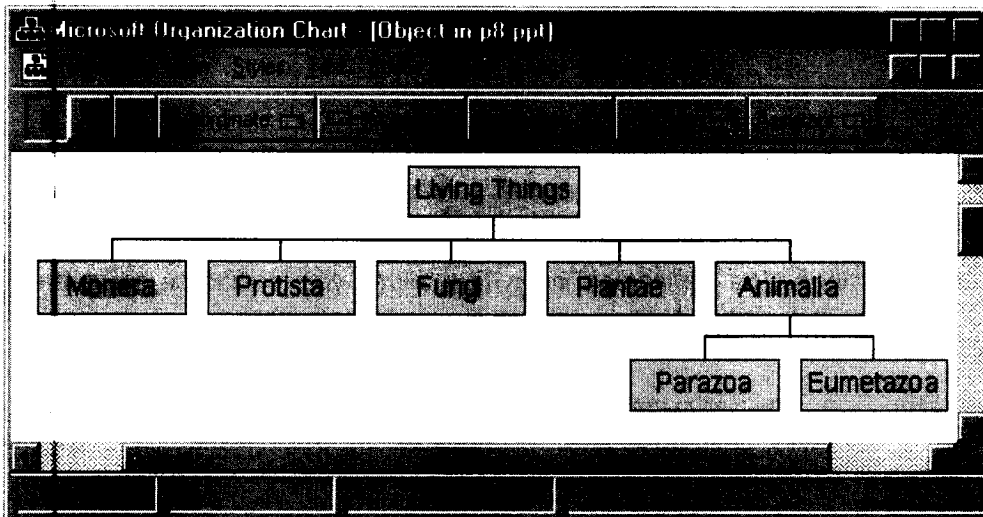 Microsoft Organization Chart - [Object in p8.ppt]
Living Things
Monera Protista Fungi Plantae Animalia
Parazoa Eumetazoa